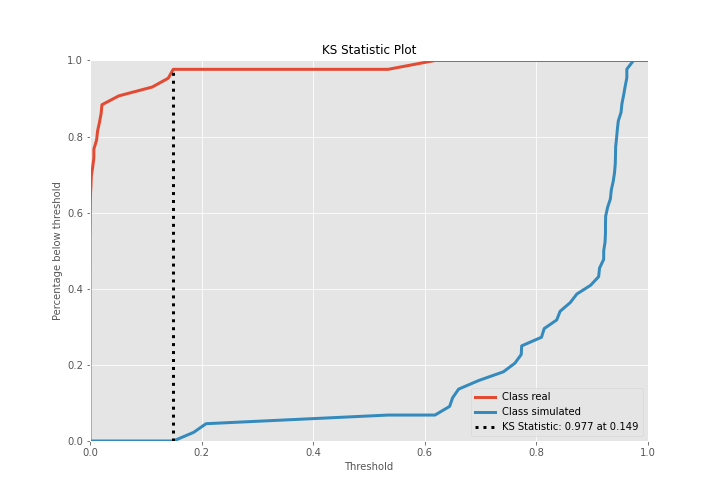 KS Statistic Plot
Percentage below threshold
1.0
0.8
0.6
0.4
0.2
0.0
0.0 0.2 0.4 0.6 0.8 1.0
Threshold
Class real
Class simulated
KS Statistic: 0.977 at 0.149